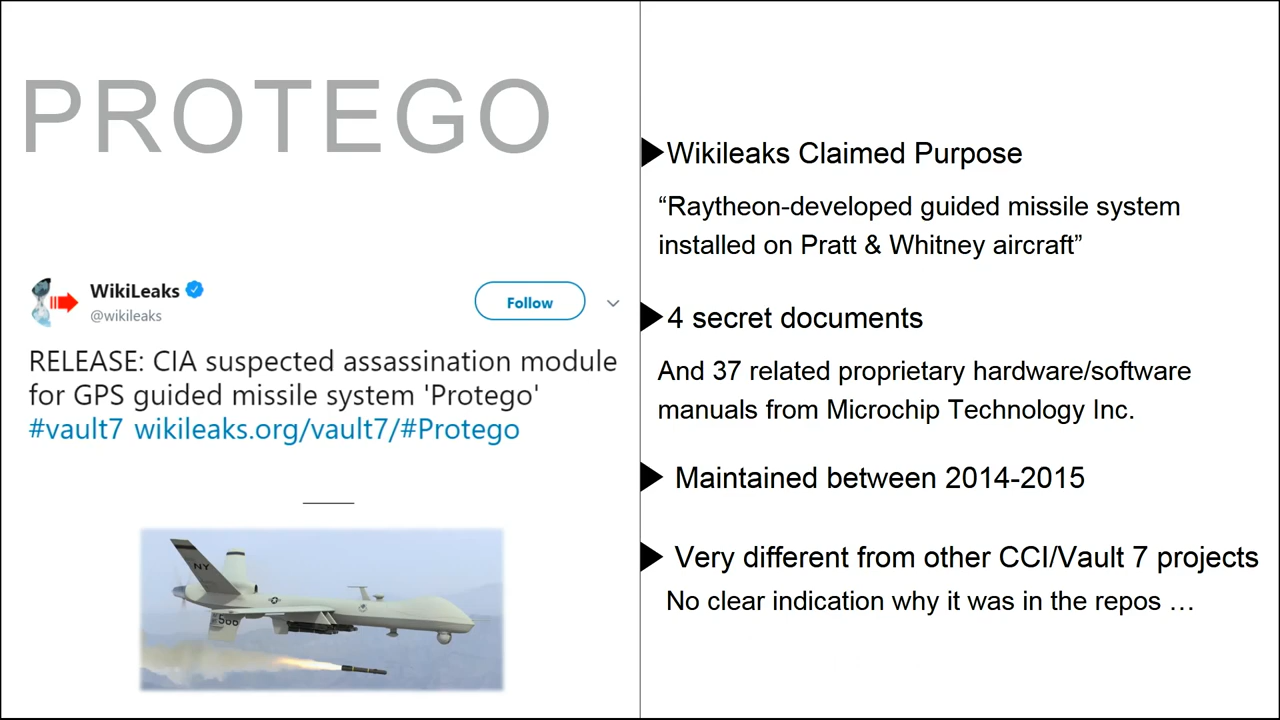 PROTEGO
WikiLeaks
@wikileaks
Follow
RELEASE: CIA suspected assassination module
for GPS guided missile system 'Protego'
#vault7 wikileaks.org/vault7/#Protego
NY
Wikileaks Claimed Purpose
“Raytheon-developed guided missile system
installed on Pratt & Whitney aircraft”
4 secret documents
And 37 related proprietary hardware/software
manuals from Microchip Technology Inc.
Maintained between 2014-2015
Very different from other CCI/Vault 7 projects
No clear indication why it was in the repos …